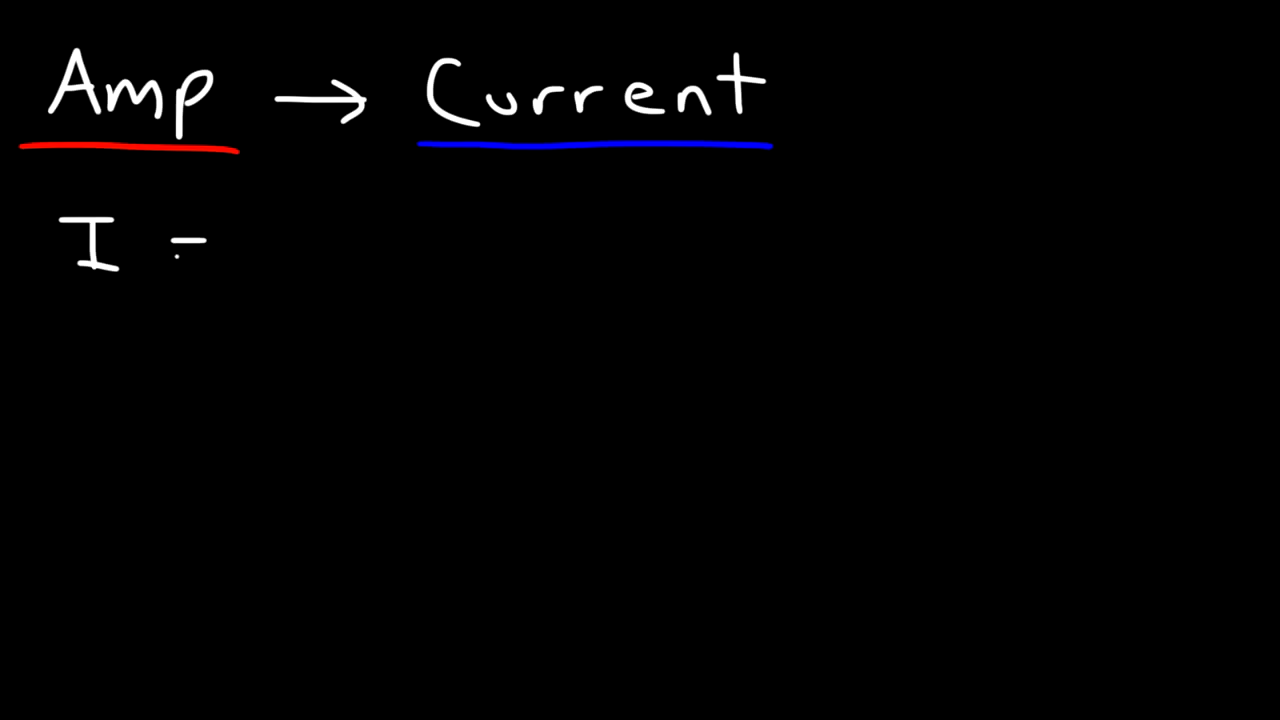 Amp → Current
I =